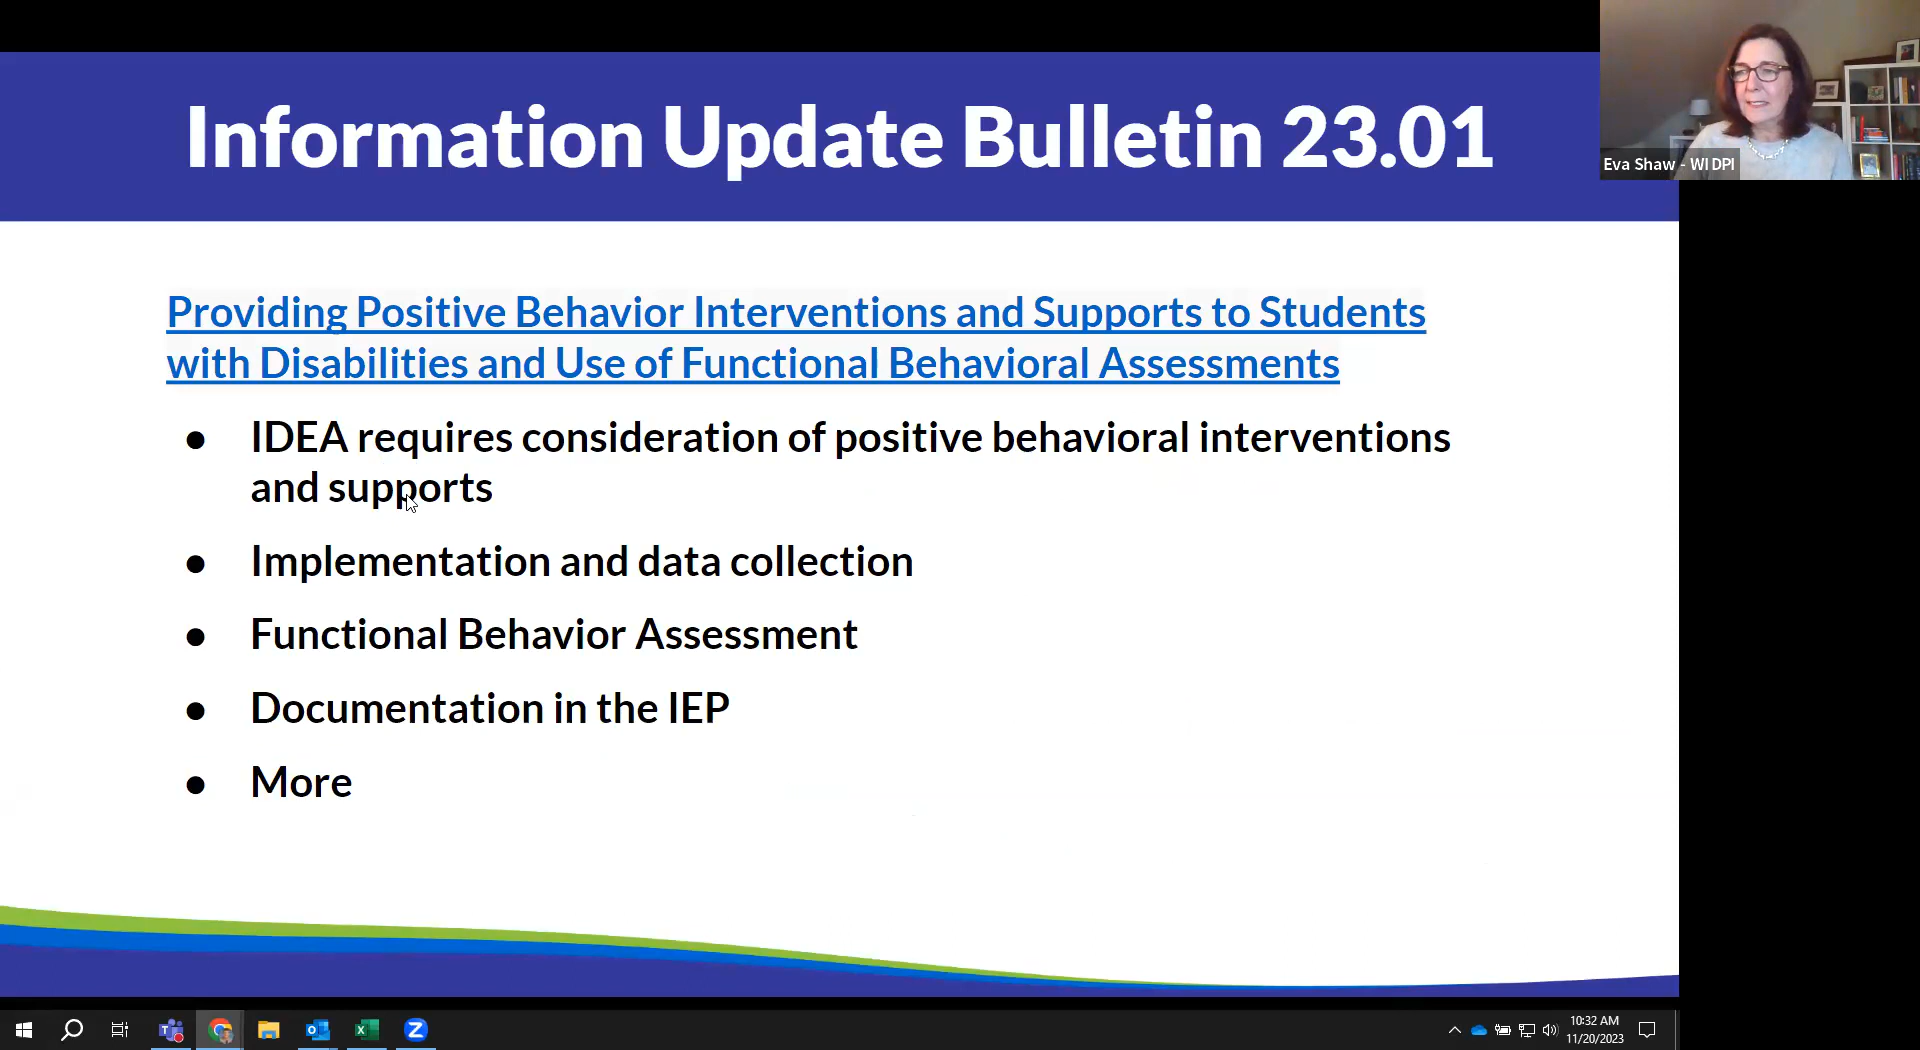 Information Update Bulletin 23.01
Eva Shaw - WI DPI
Providing Positive Behavior Interventions and Supports to Students
with Disabilities and Use of Functional Behavioral Assessments
● IDEA requires consideration of positive behavioral interventions
and supports
● Implementation and data collection
● Functional Behavior Assessment
● Documentation in the IEP
● More
10:32 AM
11/20/2023